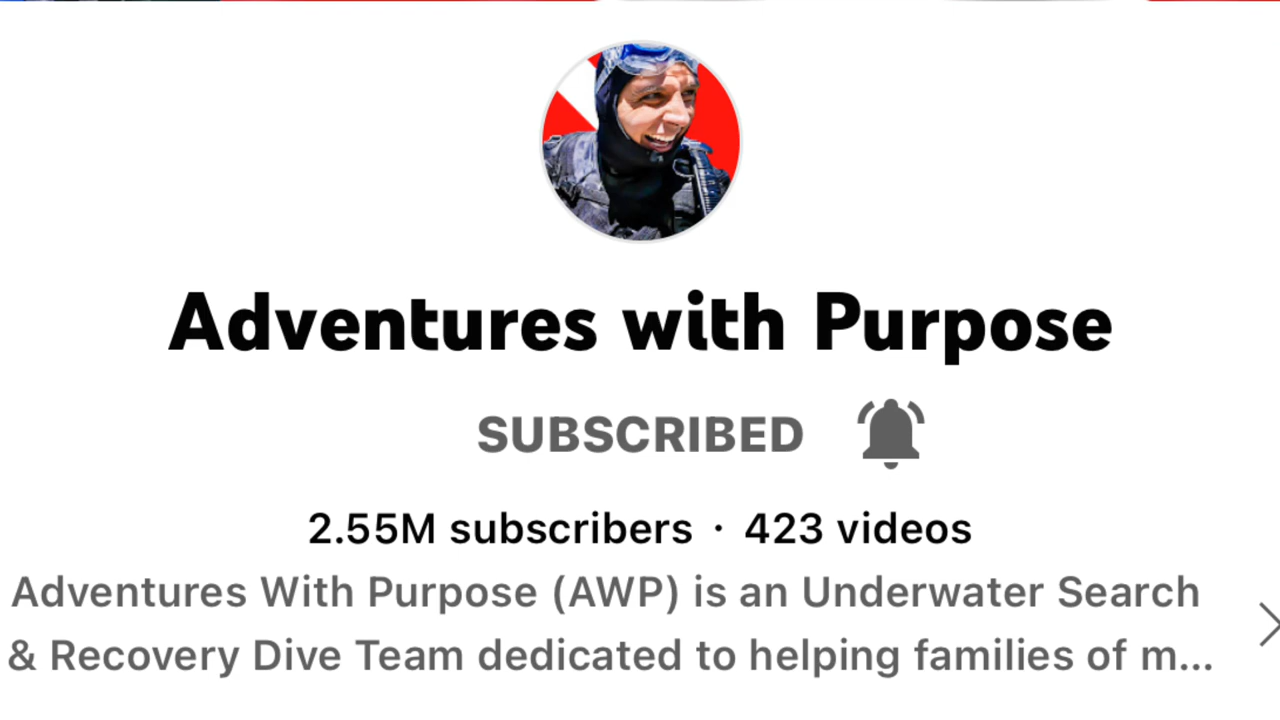 Adventures with Purpose
SUBSCRIBED
2.55M subscribers · 423 videos
Adventures With Purpose (AWP) is an Underwater Search
& Recovery Dive Team dedicated to helping families of m...